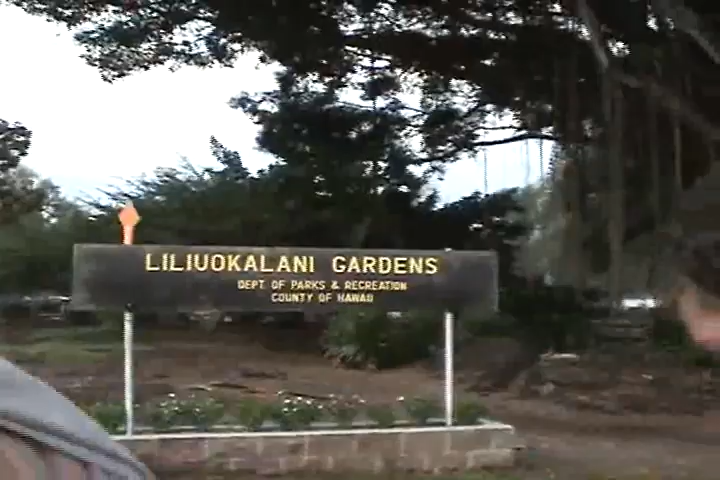 LILIUOKALANI GARDENS
DEPT. OF PARKS & RECREATION
COUNTY OF HAWAII